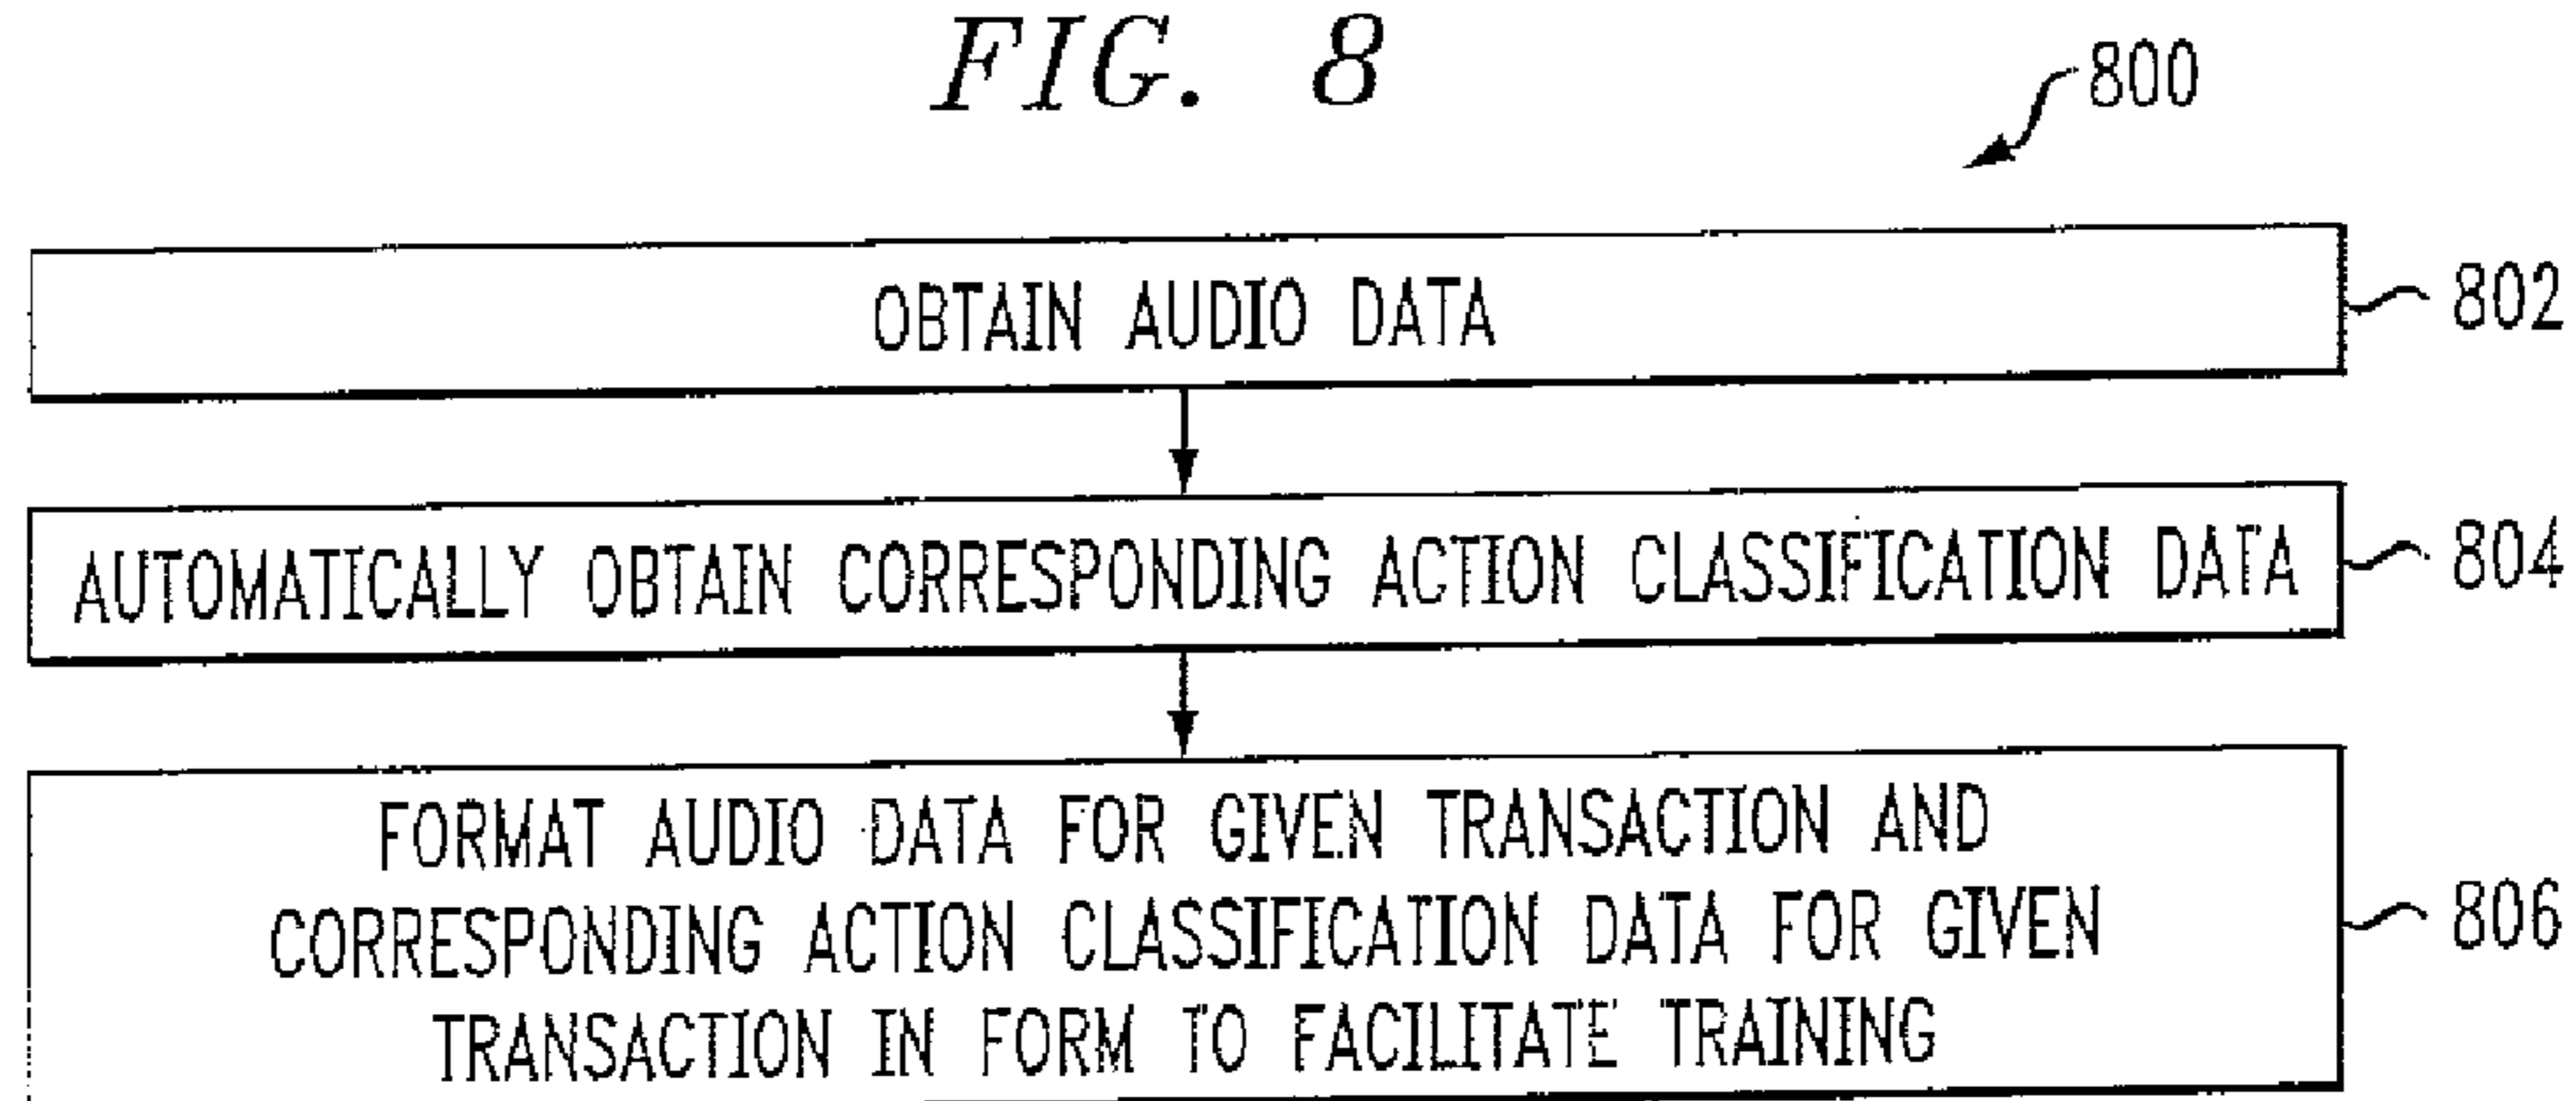 FIG. 8
800
OBTAIN AUDIO DATA
802
AUTOMATICALLY OBTAIN CORRESPONDING ACTION CLASSIFICATION DATA
804
FORMAT AUDIO DATA FOR GIVEN TRANSACTION AND
CORRESPONDING ACTION CLASSIFICATION DATA FOR GIVEN
TRANSACTION IN FORM TO FACILITATE TRAINING
806